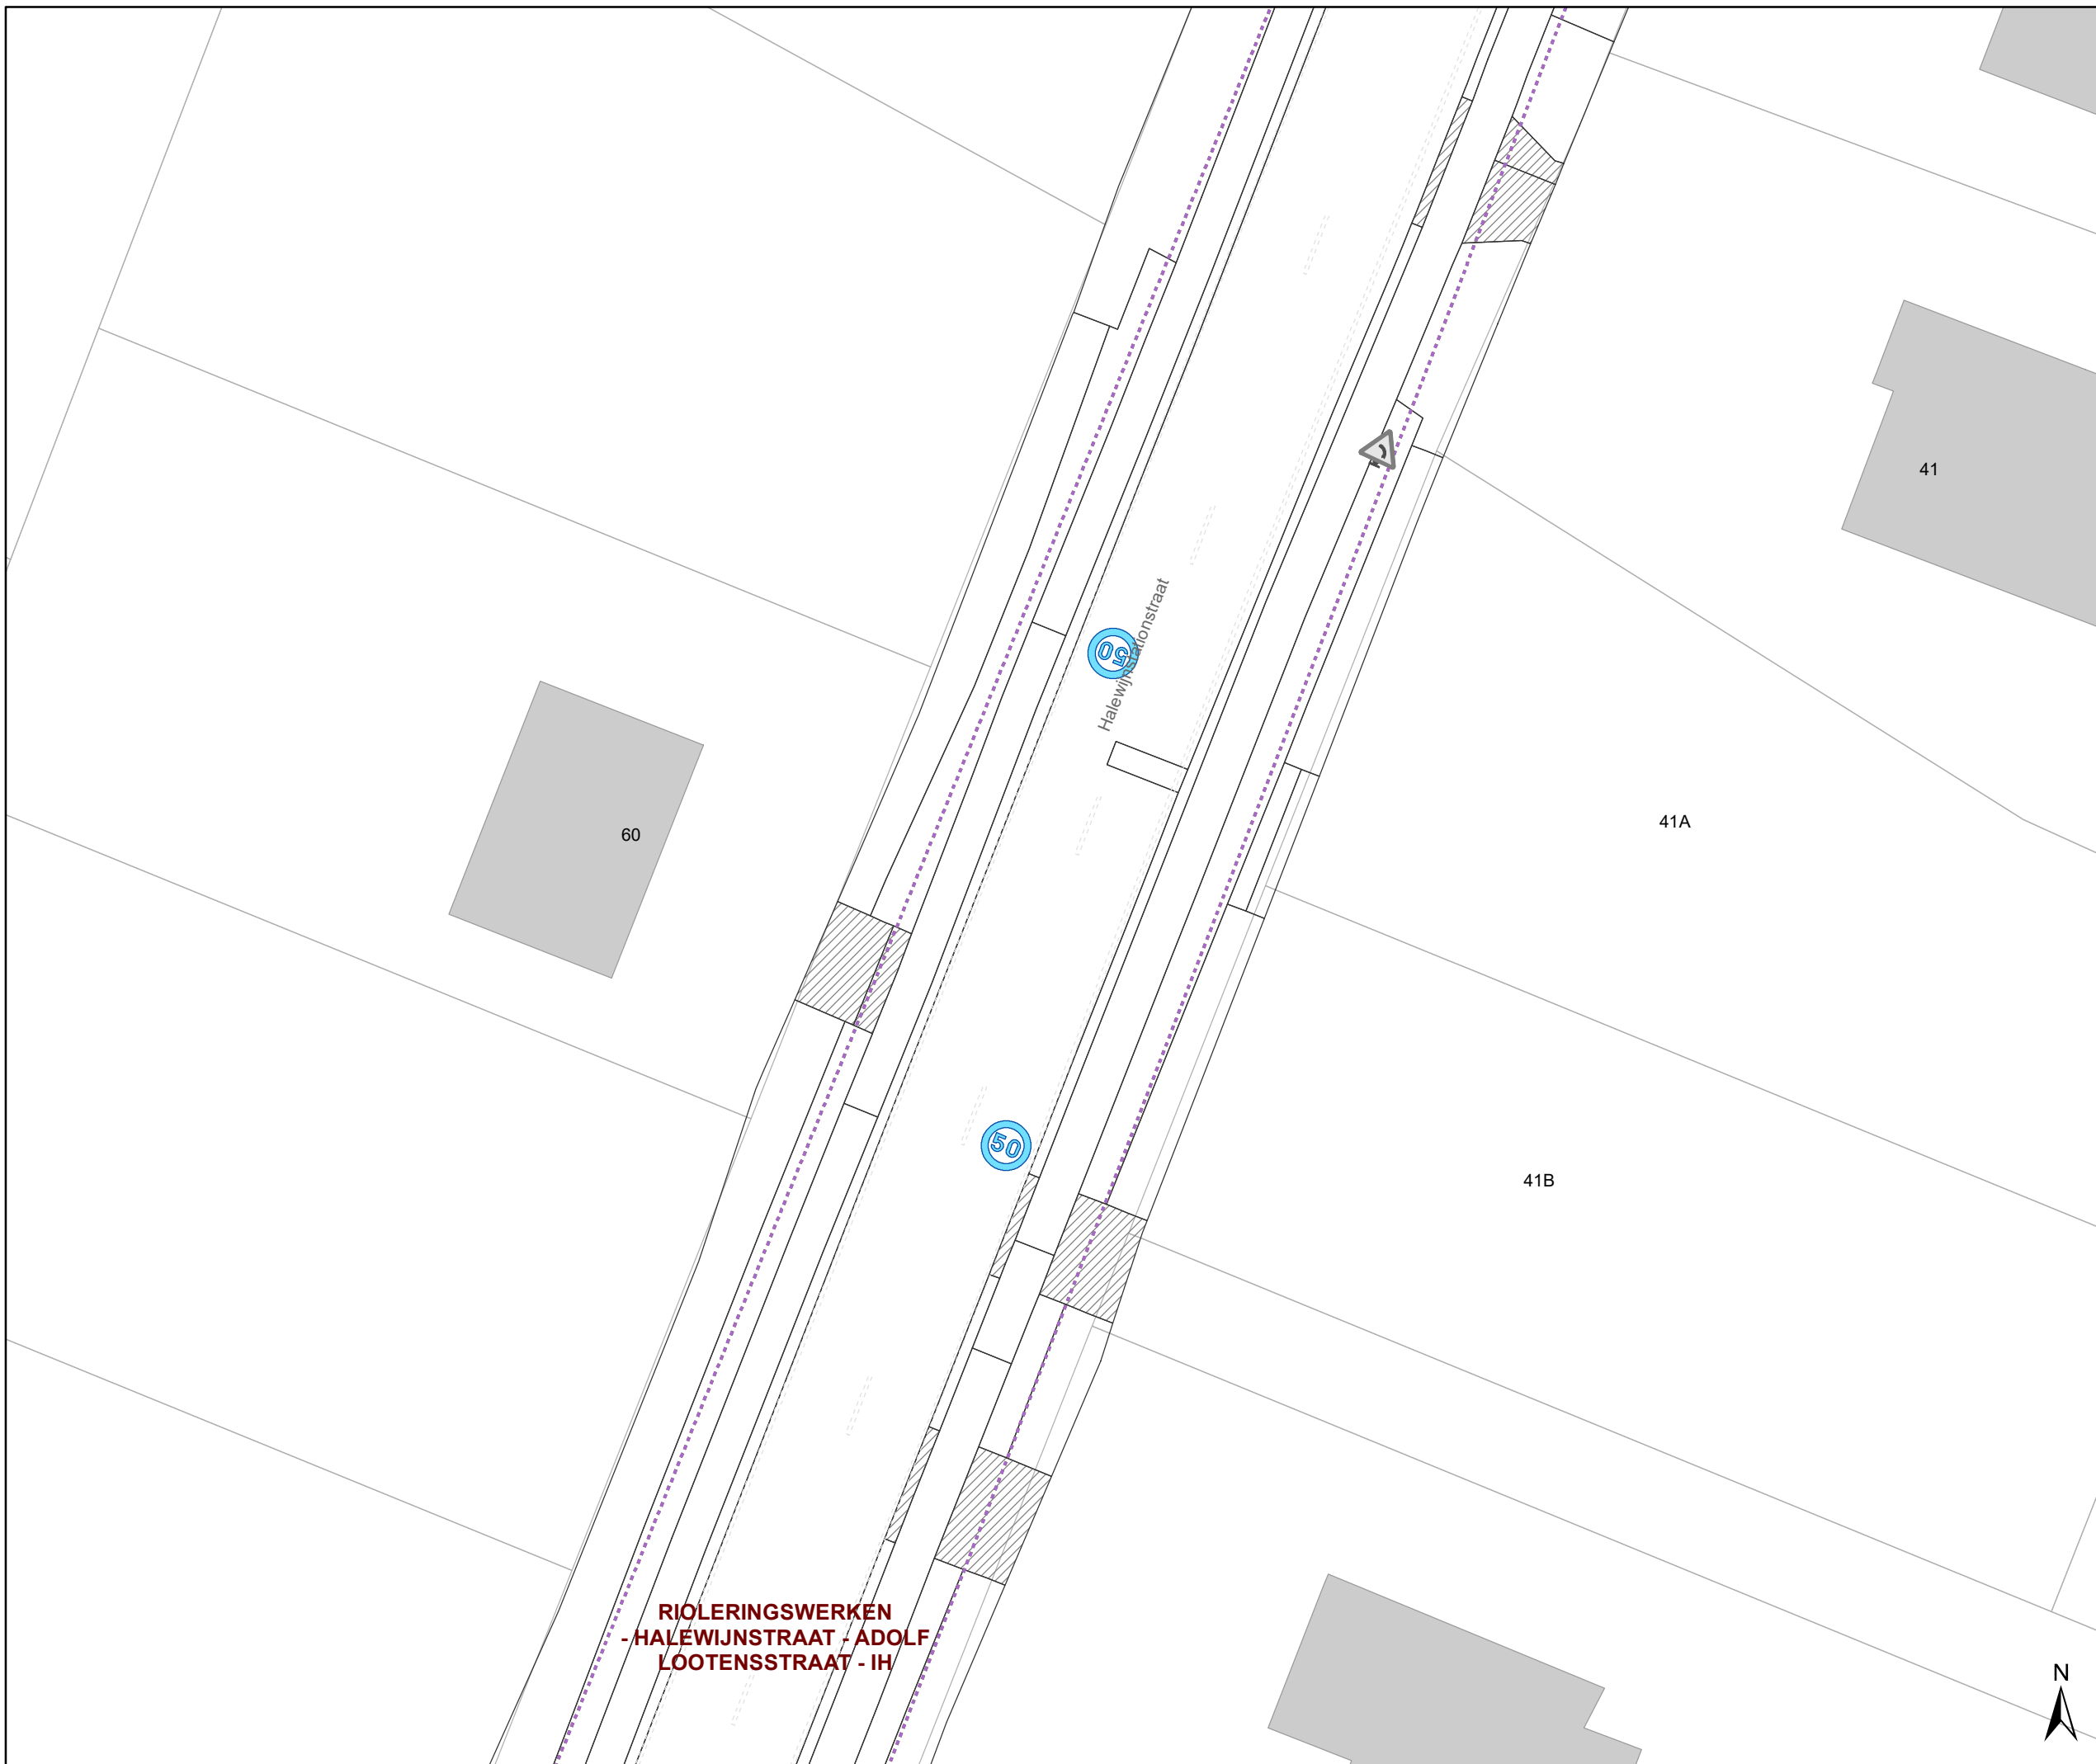 41
Halewijnstationstraat
50
60
41A
50
41B
RIOLERINGSWERKEN
- HALEWIJNSTRAAT - ADOLF
LOOTENSSTRAAT - IH
N